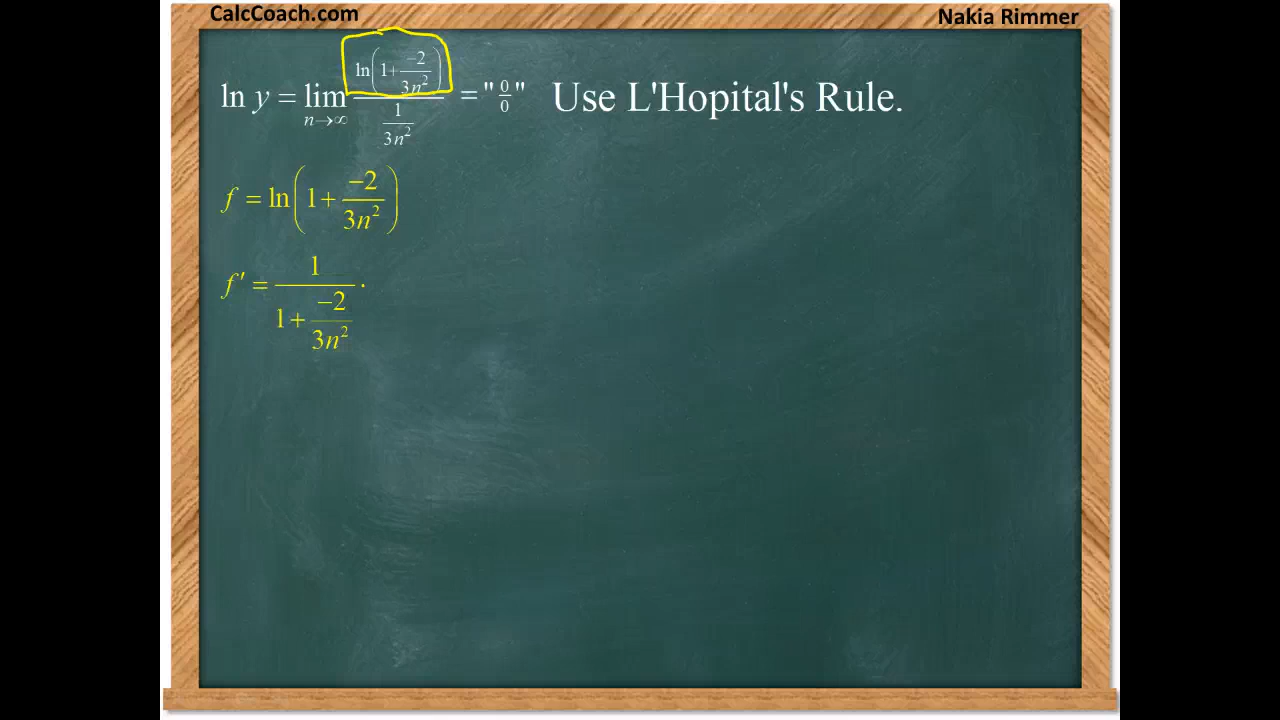 CalcCoach.com
Nakia Rimmer
ln y = lim n→∞ ln(1+ −2/3n²) / (1/3n²) = "0/0" Use L'Hopital's Rule.
f = ln(1 + −2/3n²)
f′ = 1/(1 + −2/3n²) ·